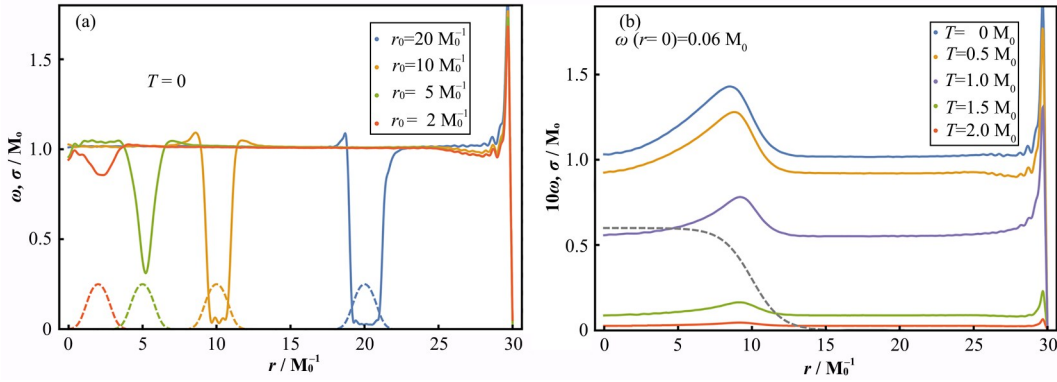 (a)
T = 0
r₀=20 M₀⁻¹
r₀=10 M₀⁻¹
r₀= 5 M₀⁻¹
r₀= 2 M₀⁻¹
1.5
1.0
0.5
0
ω, σ / M₀
0 5 10 15 20 25 30
r / M₀⁻¹
(b)
ω (r= 0)=0.06 M₀
T= 0 M₀
T=0.5 M₀
T=1.0 M₀
T=1.5 M₀
T=2.0 M₀
1.5
1.0
0.5
0
10ω, σ / M₀
0 5 10 15 20 25 30
r / M₀⁻¹